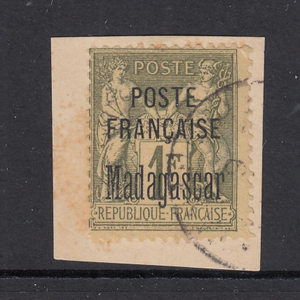 POSTE
POSTE
FRANÇAISE
1F
Madagascar
REPUBLIQUE FRANÇAISE